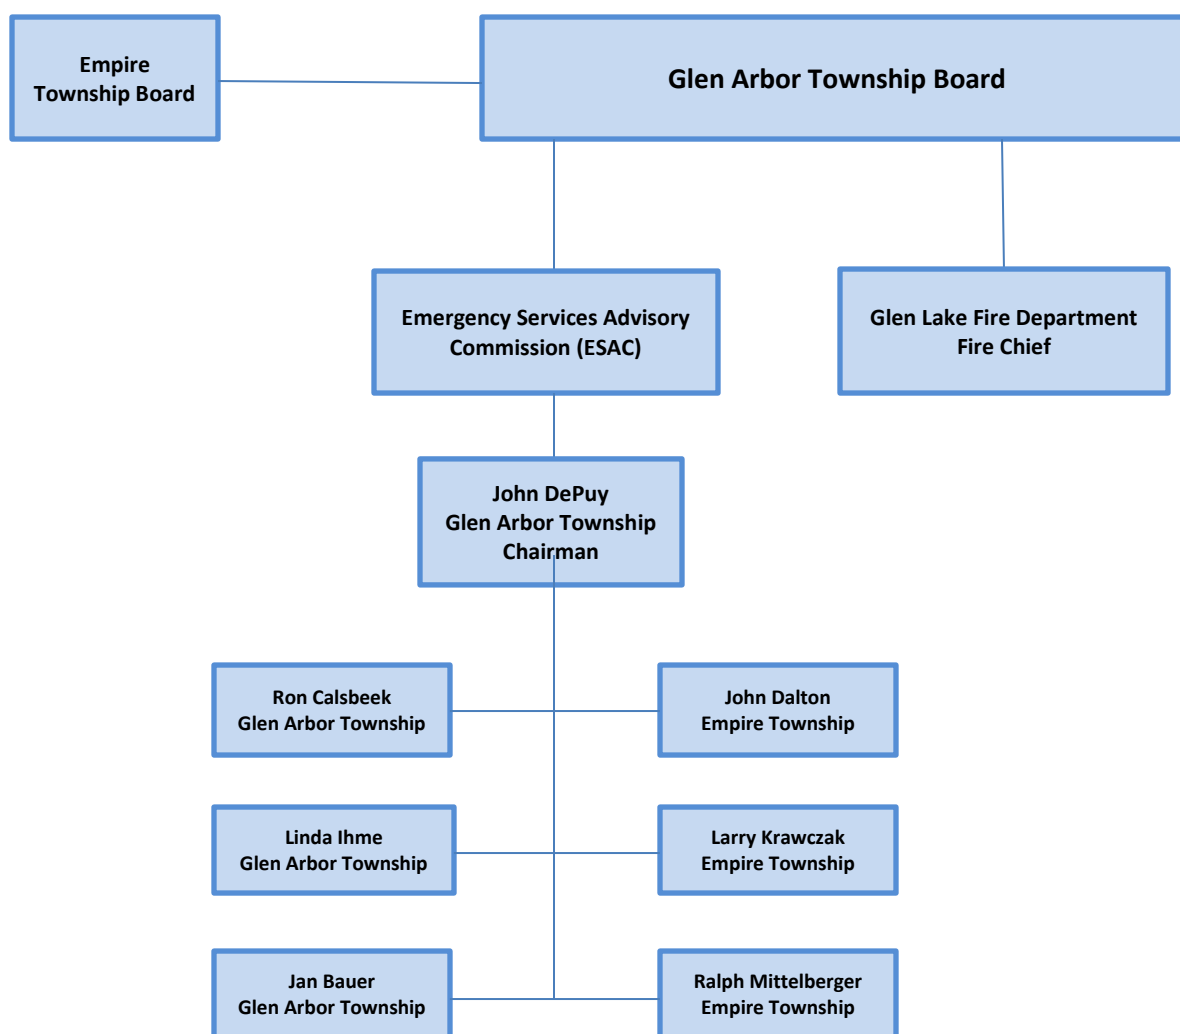 Empire
Township Board
Glen Arbor Township Board
Emergency Services Advisory
Commission (ESAC)
Glen Lake Fire Department
Fire Chief
John DePuy
Glen Arbor Township
Chairman
Ron Calsbeek
Glen Arbor Township
John Dalton
Empire Township
Linda Ihme
Glen Arbor Township
Larry Krawczak
Empire Township
Jan Bauer
Glen Arbor Township
Ralph Mittelberger
Empire Township